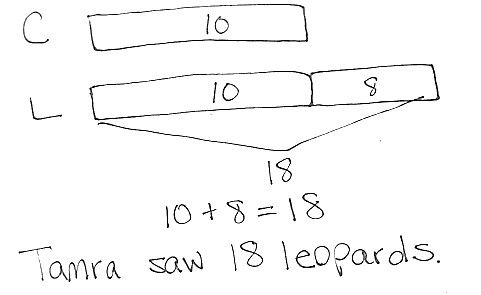 C 10
L 10 8
18
10 + 8 = 18
Tamra saw 18 leopards.